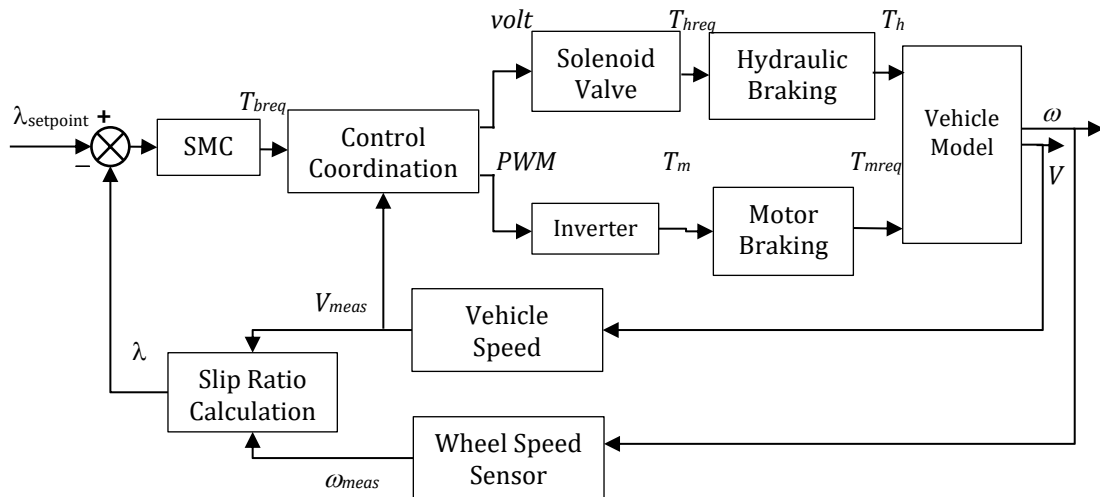 volt
T_hreq
T_h
Solenoid
Valve
Hydraulic
Braking
λ_setpoint
+
T_breq
SMC
Control
Coordination
Vehicle
Model
ω
V
−
PWM
T_m
T_mreq
Inverter
Motor
Braking
V_meas
Vehicle
Speed
λ
Slip Ratio
Calculation
Wheel Speed
Sensor
ω_meas